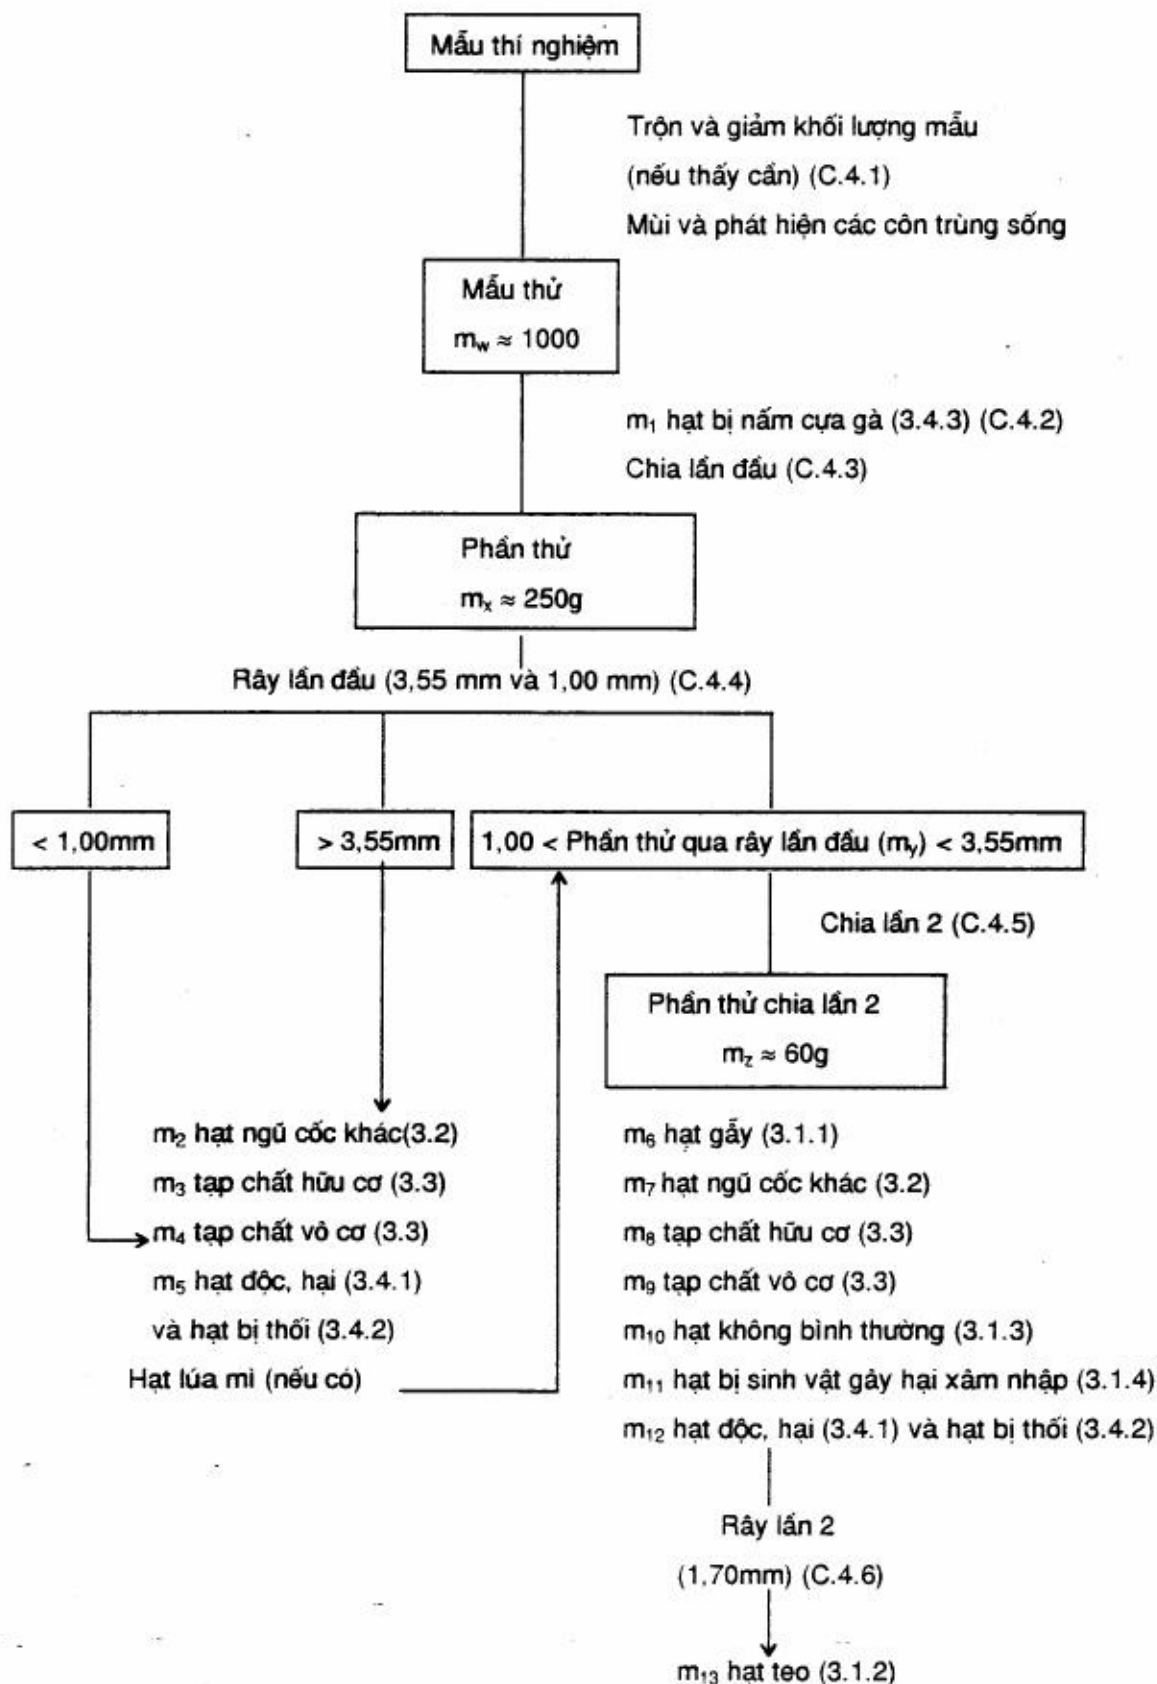 Mẫu thí nghiệm
Trộn và giảm khối lượng mẫu
(nếu thấy cần) (C.4.1)
Mùi và phát hiện các côn trùng sống
Mẫu thử
m_w ≈ 1000
m₁ hạt bị nấm cựa gà (3.4.3) (C.4.2)
Chia lần đầu (C.4.3)
Phần thử
mₓ ≈ 250g
Rây lần đầu (3,55 mm và 1,00 mm) (C.4.4)
< 1,00mm
> 3,55mm
1,00 < Phần thử qua rây lần đầu (m_y) < 3,55mm
Chia lần 2 (C.4.5)
Phần thử chia lần 2
m_z ≈ 60g
m₂ hạt ngũ cốc khác(3.2)
m₃ tạp chất hữu cơ (3.3)
m₄ tạp chất vô cơ (3.3)
m₅ hạt độc, hại (3.4.1)
và hạt bị thối (3.4.2)
Hạt lúa mì (nếu có)
m₆ hạt gẫy (3.1.1)
m₇ hạt ngũ cốc khác (3.2)
m₈ tạp chất hữu cơ (3.3)
m₉ tạp chất vô cơ (3.3)
m₁₀ hạt không bình thường (3.1.3)
m₁₁ hạt bị sinh vật gây hại xâm nhập (3.1.4)
m₁₂ hạt độc, hại (3.4.1) và hạt bị thối (3.4.2)
Rây lần 2
(1,70mm) (C.4.6)
m₁₃ hạt teo (3.1.2)